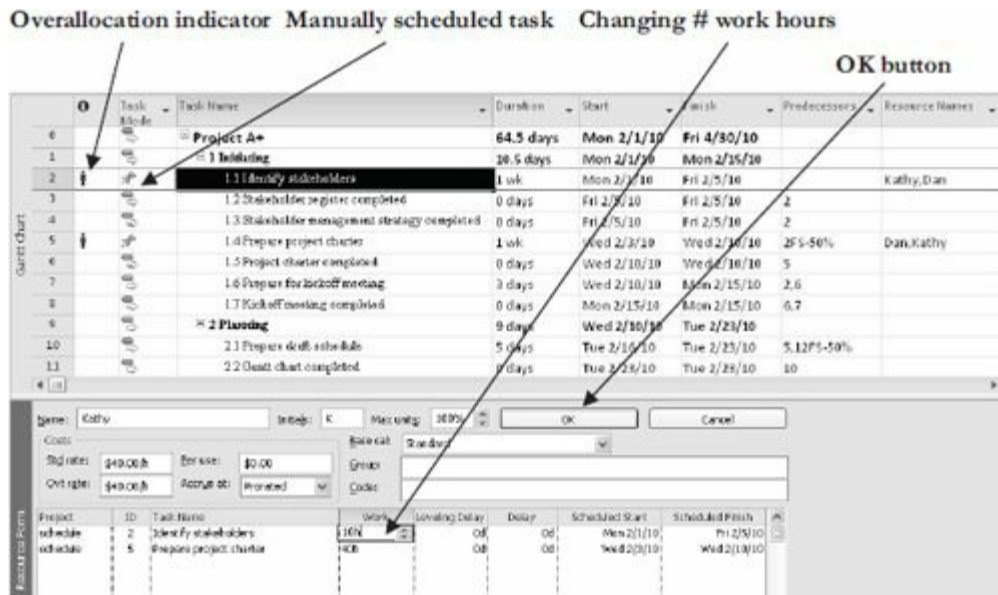 Overallocation indicator Manually scheduled task Changing # work hours
OK button
Task Mode Task Name Duration Start Finish Predecessors Resource Names
0 Project A+ 64.5 days Mon 2/1/10 Fri 4/30/10
1 1 Initiating 10.5 days Mon 2/1/10 Mon 2/15/10
2 1.1 Identify stakeholders 1 wk Mon 2/1/10 Fri 2/5/10 Kathy,Dan
3 1.2 Stakeholder register completed 0 days Fri 2/5/10 Fri 2/5/10 2
4 1.3 Stakeholder management strategy completed 0 days Fri 2/5/10 Fri 2/5/10 2
5 1.4 Prepare project charter 1 wk Wed 2/3/10 Wed 2/10/10 2FS-50% Dan,Kathy
6 1.5 Project charter completed 0 days Wed 2/10/10 Wed 2/10/10 5
7 1.6 Prepare for kickoff meeting 3 days Wed 2/10/10 Mon 2/15/10 2,6
8 1.7 Kickoff meeting completed 0 days Mon 2/15/10 Mon 2/15/10 6,7
9 2 Planning 9 days Wed 2/10/10 Tue 2/23/10
10 2.1 Prepare draft schedule 5 days Tue 2/16/10 Tue 2/23/10 5,12FS-50%
11 2.2 Gantt chart completed 0 days Tue 2/23/10 Tue 2/23/10 10
Gantt Chart
Name: Kathy Initials: K Max units: 100% OK Cancel
Costs Base cal: Standard
Std rate: $40.00/h Per use: $0.00 Group:
Ovt rate: $40.00/h Accrue at: Prorated Code:
Project ID Task Name Work Leveling Delay Delay Scheduled Start Scheduled Finish
schedule 2 Identify stakeholders 10h 0d 0d Mon 2/1/10 Fri 2/5/10
schedule 5 Prepare project charter 40h 0d 0d Wed 2/3/10 Wed 2/10/10
Resource Form